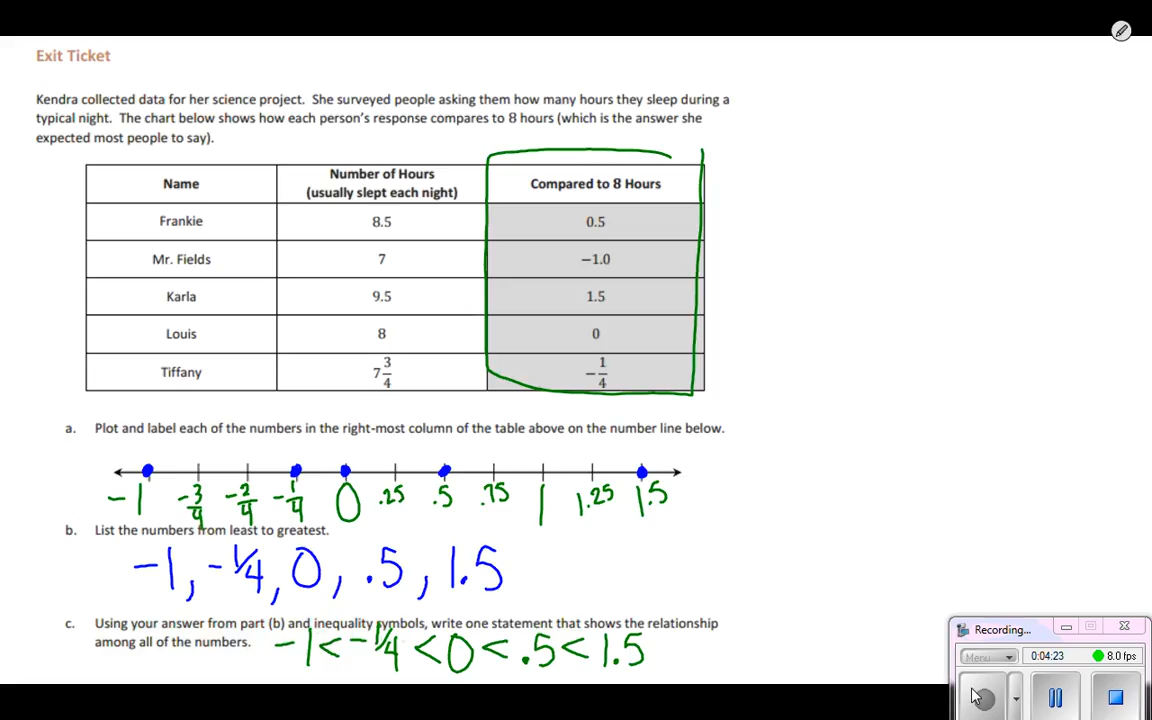 Exit Ticket
Kendra collected data for her science project. She surveyed people asking them how many hours they sleep during a
typical night. The chart below shows how each person's response compares to 8 hours (which is the answer she
expected most people to say).
Name Number of Hours (usually slept each night) Compared to 8 Hours
Frankie 8.5 0.5
Mr. Fields 7 −1.0
Karla 9.5 1.5
Louis 8 0
Tiffany 7 3/4 −1/4
a. Plot and label each of the numbers in the right-most column of the table above on the number line below.
-1 -3/4 -2/4 -1/4 0 .25 .5 .75 1 1.25 1.5
b. List the numbers from least to greatest.
-1, -1/4, 0, .5, 1.5
c. Using your answer from part (b) and inequality symbols, write one statement that shows the relationship
among all of the numbers. -1 < -1/4 < 0 < .5 < 1.5
Recording...
Menu 0:04:23 8.0 fps